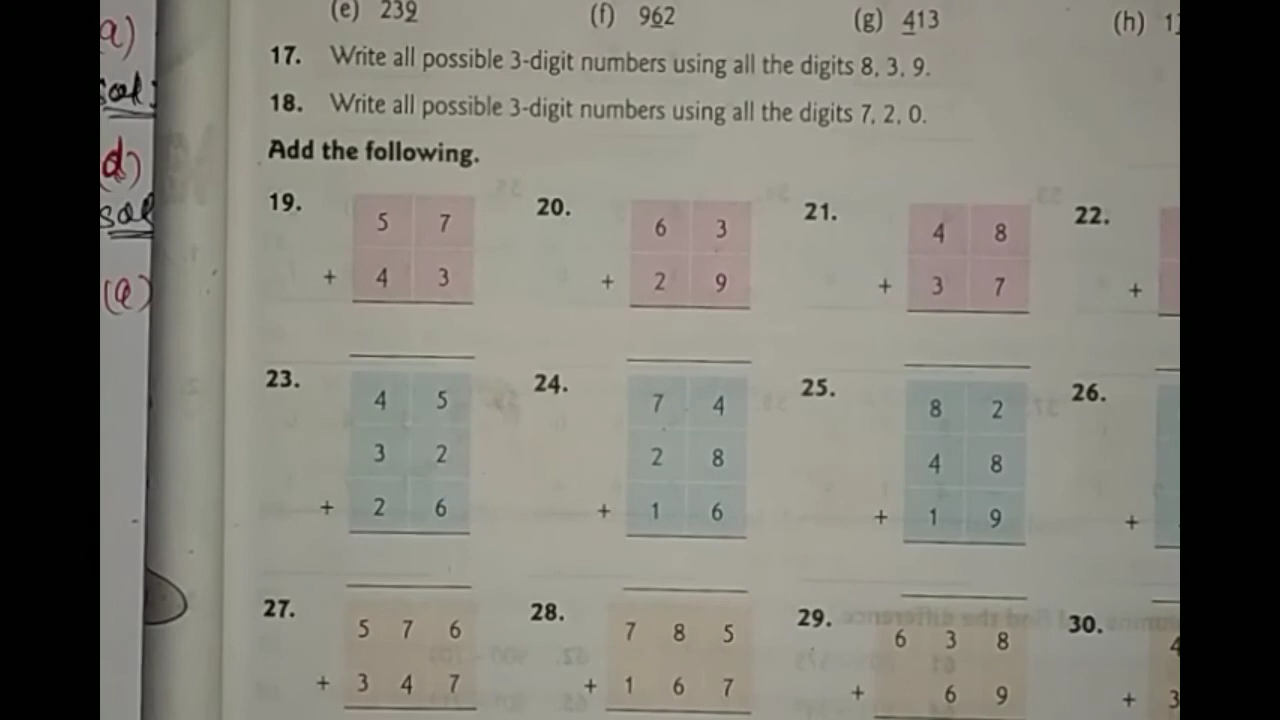 a)
(e) 239 (f) 962 (g) 413 (h)
17. Write all possible 3-digit numbers using all the digits 8, 3, 9.
Sol:
18. Write all possible 3-digit numbers using all the digits 7, 2, 0.
d)
Add the following.
Sol
19. 20. 21. 22.
5 7 6 3 4 8
+ 4 3 + 2 9 + 3 7 +
(e)
23. 24. 25. 26.
4 5 7 4 8 2
3 2 2 8 4 8
+ 2 6 + 1 6 + 1 9 +
27. 28. 29. 30.
5 7 6 7 8 5 6 3 8 4
+ 3 4 7 + 1 6 7 + 6 9 + 3